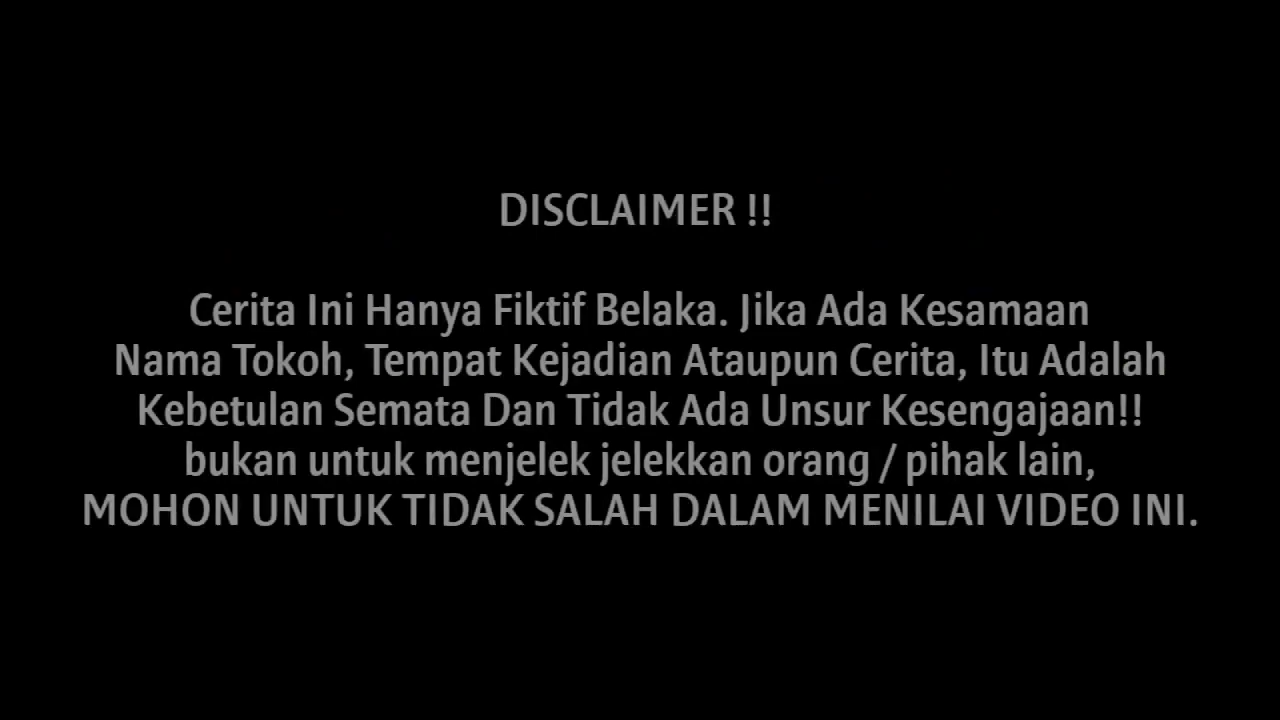 DISCLAIMER !!
Cerita Ini Hanya Fiktif Belaka. Jika Ada Kesamaan
Nama Tokoh, Tempat Kejadian Ataupun Cerita, Itu Adalah
Kebetulan Semata Dan Tidak Ada Unsur Kesengajaan!!
bukan untuk menjelek jelekkan orang / pihak lain,
MOHON UNTUK TIDAK SALAH DALAM MENILAI VIDEO INI.